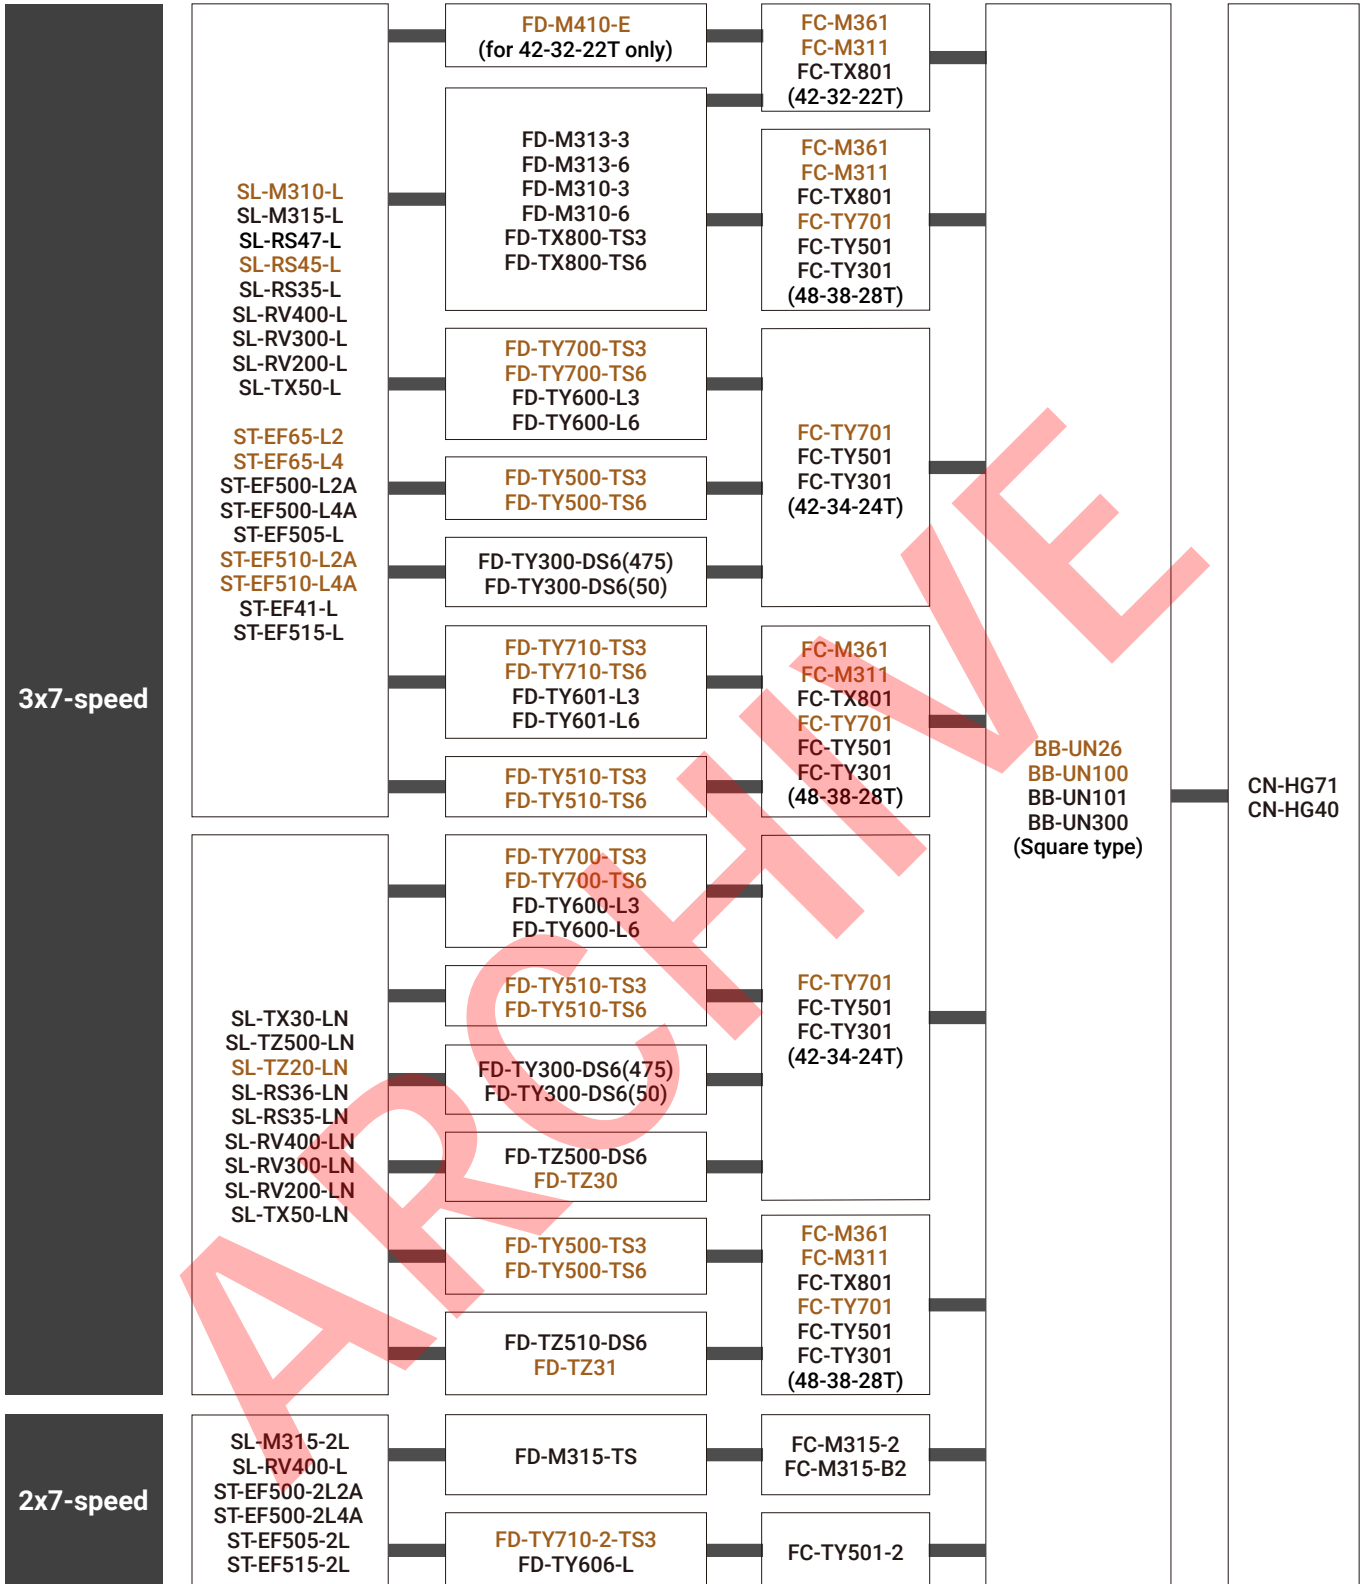 3x7-speed
SL-M310-L
SL-M315-L
SL-RS47-L
SL-RS45-L
SL-RS35-L
SL-RV400-L
SL-RV300-L
SL-RV200-L
SL-TX50-L
ST-EF65-L2
ST-EF65-L4
ST-EF500-L2A
ST-EF500-L4A
ST-EF505-L
ST-EF510-L2A
ST-EF510-L4A
ST-EF41-L
ST-EF515-L
FD-M410-E
(for 42-32-22T only)
FD-M313-3
FD-M313-6
FD-M310-3
FD-M310-6
FD-TX800-TS3
FD-TX800-TS6
FD-TY700-TS3
FD-TY700-TS6
FD-TY600-L3
FD-TY600-L6
FD-TY500-TS3
FD-TY500-TS6
FD-TY300-DS6(475)
FD-TY300-DS6(50)
FD-TY710-TS3
FD-TY710-TS6
FD-TY601-L3
FD-TY601-L6
FD-TY510-TS3
FD-TY510-TS6
FC-M361
FC-M311
FC-TX801
(42-32-22T)
FC-M361
FC-M311
FC-TX801
FC-TY701
FC-TY501
FC-TY301
(48-38-28T)
FC-TY701
FC-TY501
FC-TY301
(42-34-24T)
FC-M361
FC-M311
FC-TX801
FC-TY701
FC-TY501
FC-TY301
(48-38-28T)
SL-TX30-LN
SL-TZ500-LN
SL-TZ20-LN
SL-RS36-LN
SL-RS35-LN
SL-RV400-LN
SL-RV300-LN
SL-RV200-LN
SL-TX50-LN
FD-TY700-TS3
FD-TY700-TS6
FD-TY600-L3
FD-TY600-L6
FD-TY510-TS3
FD-TY510-TS6
FD-TY300-DS6(475)
FD-TY300-DS6(50)
FD-TZ500-DS6
FD-TZ30
FD-TY500-TS3
FD-TY500-TS6
FD-TZ510-DS6
FD-TZ31
FC-TY701
FC-TY501
FC-TY301
(42-34-24T)
FC-M361
FC-M311
FC-TX801
FC-TY701
FC-TY501
FC-TY301
(48-38-28T)
2x7-speed
SL-M315-2L
SL-RV400-L
ST-EF500-2L2A
ST-EF500-2L4A
ST-EF505-2L
ST-EF515-2L
FD-M315-TS
FD-TY710-2-TS3
FD-TY606-L
FC-M315-2
FC-M315-B2
FC-TY501-2
BB-UN26
BB-UN100
BB-UN101
BB-UN300
(Square type)
CN-HG71
CN-HG40
ARCHIVE